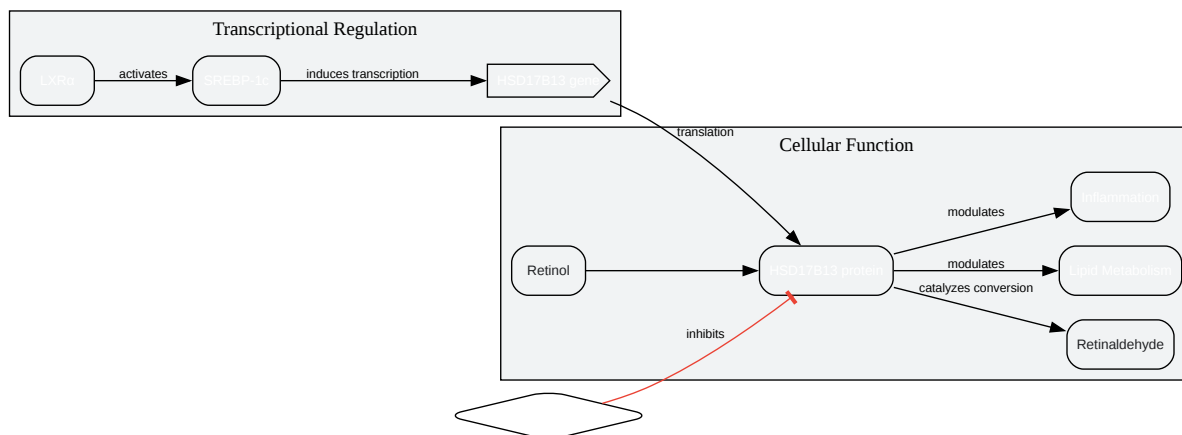 Transcriptional Regulation
LXRα
activates
SREBP-1c
induces transcription
HSD17B13 gene
translation
Cellular Function
Inflammation
modulates
Retinol
HSD17B13 protein
modulates
Lipid Metabolism
catalyzes conversion
Retinaldehyde
inhibits